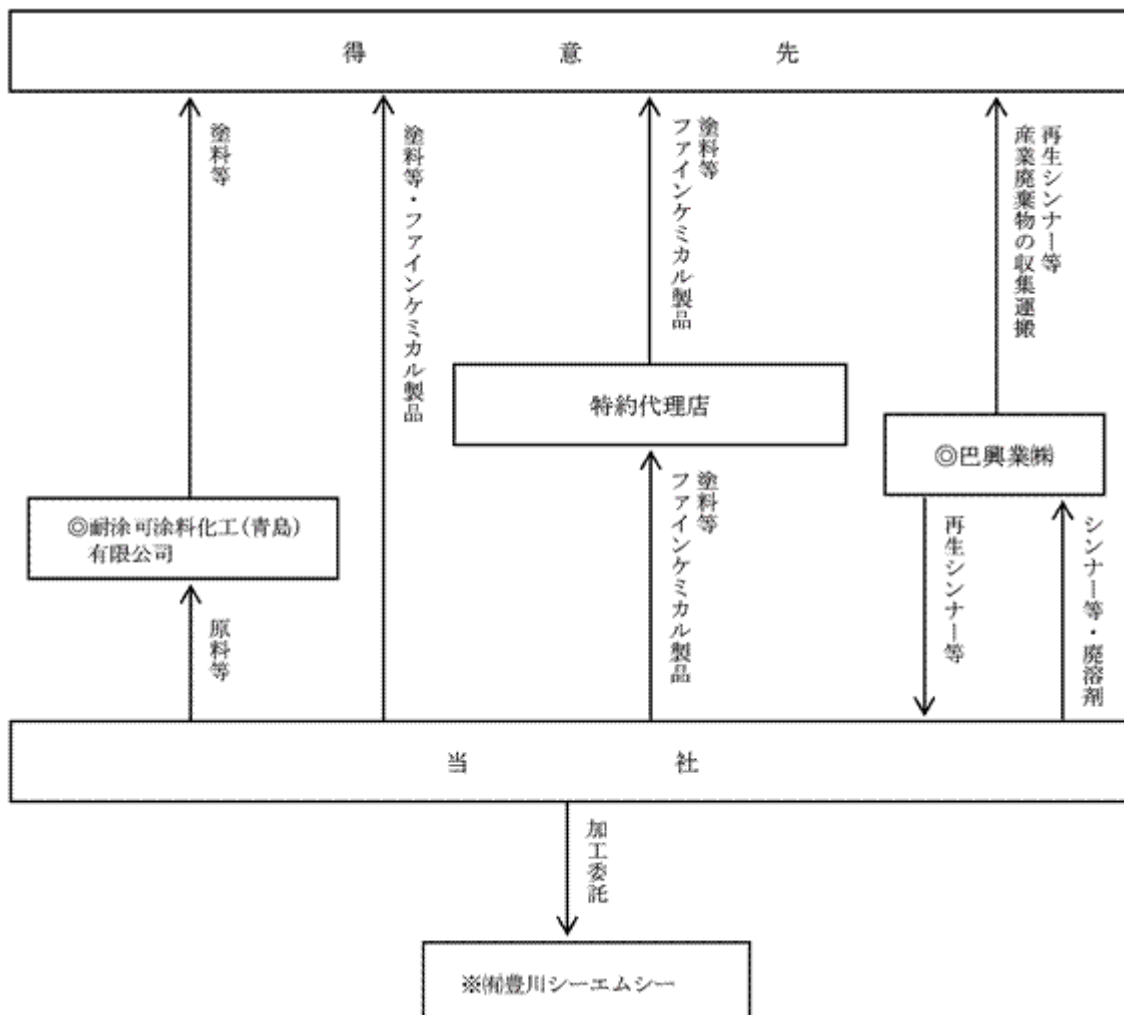 得意先
塗料等
塗料等・ファインケミカル製品
塗料等
ファインケミカル製品
再生シンナー等
産業廃棄物の収集運搬
特約代理店
◎巴興業㈱
◎耐涂可涂料化工(青島)
有限公司
原料等
塗料等
ファインケミカル製品
再生シンナー等
シンナー等・廃溶剤
当社
加工委託
※㈲豊川シーエムシー